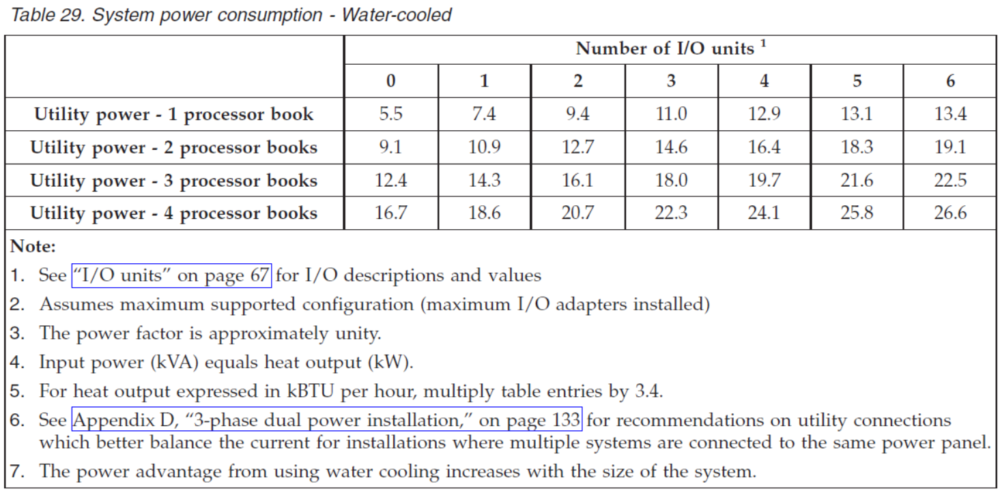 Table 29. System power consumption - Water-cooled
Number of I/O units 1
0 1 2 3 4 5 6
Utility power - 1 processor book 5.5 7.4 9.4 11.0 12.9 13.1 13.4
Utility power - 2 processor books 9.1 10.9 12.7 14.6 16.4 18.3 19.1
Utility power - 3 processor books 12.4 14.3 16.1 18.0 19.7 21.6 22.5
Utility power - 4 processor books 16.7 18.6 20.7 22.3 24.1 25.8 26.6
Note:
1. See "I/O units" on page 67 for I/O descriptions and values
2. Assumes maximum supported configuration (maximum I/O adapters installed)
3. The power factor is approximately unity.
4. Input power (kVA) equals heat output (kW).
5. For heat output expressed in kBTU per hour, multiply table entries by 3.4.
6. See Appendix D, "3-phase dual power installation," on page 133 for recommendations on utility connections
which better balance the current for installations where multiple systems are connected to the same power panel.
7. The power advantage from using water cooling increases with the size of the system.